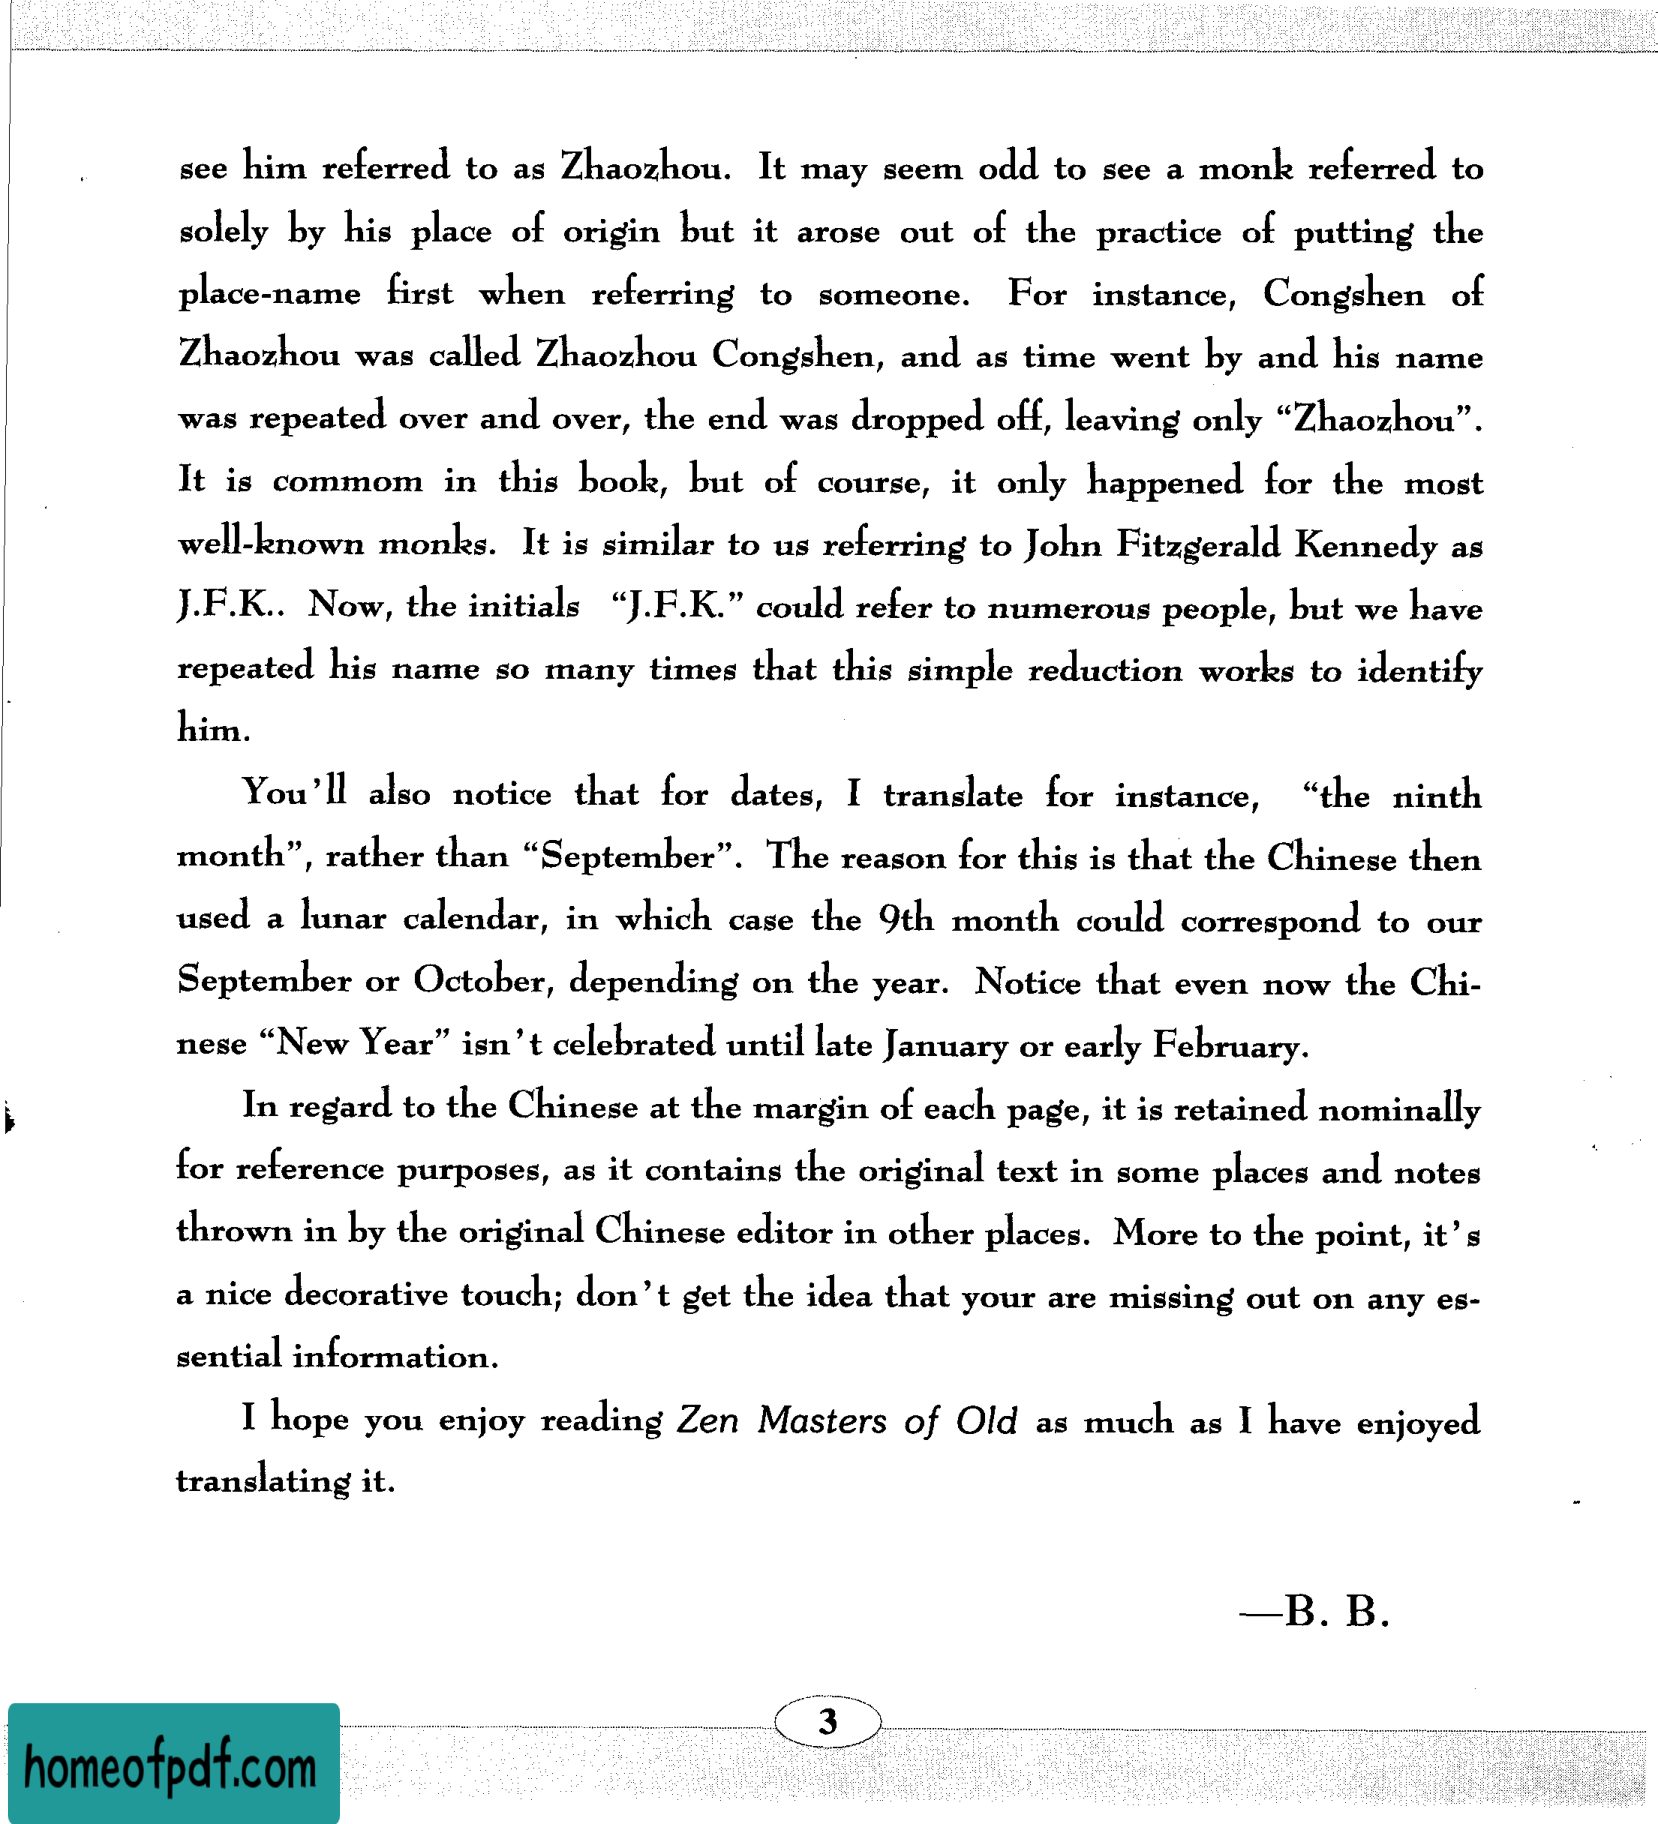 see him referred to as Zhaozhou. It may seem odd to see a monk referred to
solely by his place of origin but it arose out of the practice of putting the
place-name first when referring to someone. For instance, Congshen of
Zhaozhou was called Zhaozhou Congshen, and as time went by and his name
was repeated over and over, the end was dropped off, leaving only “Zhaozhou”.
It is commom in this book, but of course, it only happened for the most
well-known monks. It is similar to us referring to John Fitzgerald Kennedy as
J.F.K.. Now, the initials “J.F.K.” could refer to numerous people, but we have
repeated his name so many times that this simple reduction works to identify
him.
You’ll also notice that for dates, I translate for instance, “the ninth
month”, rather than “September”. The reason for this is that the Chinese then
used a lunar calendar, in which case the 9th month could correspond to our
September or October, depending on the year. Notice that even now the Chi-
nese “New Year” isn’t celebrated until late January or early February.
In regard to the Chinese at the margin of each page, it is retained nominally
for reference purposes, as it contains the original text in some places and notes
thrown in by the original Chinese editor in other places. More to the point, it’s
a nice decorative touch; don’t get the idea that your are missing out on any es-
sential information.
I hope you enjoy reading Zen Masters of Old as much as I have enjoyed
translating it.
—B. B.
3
homeofpdf.com